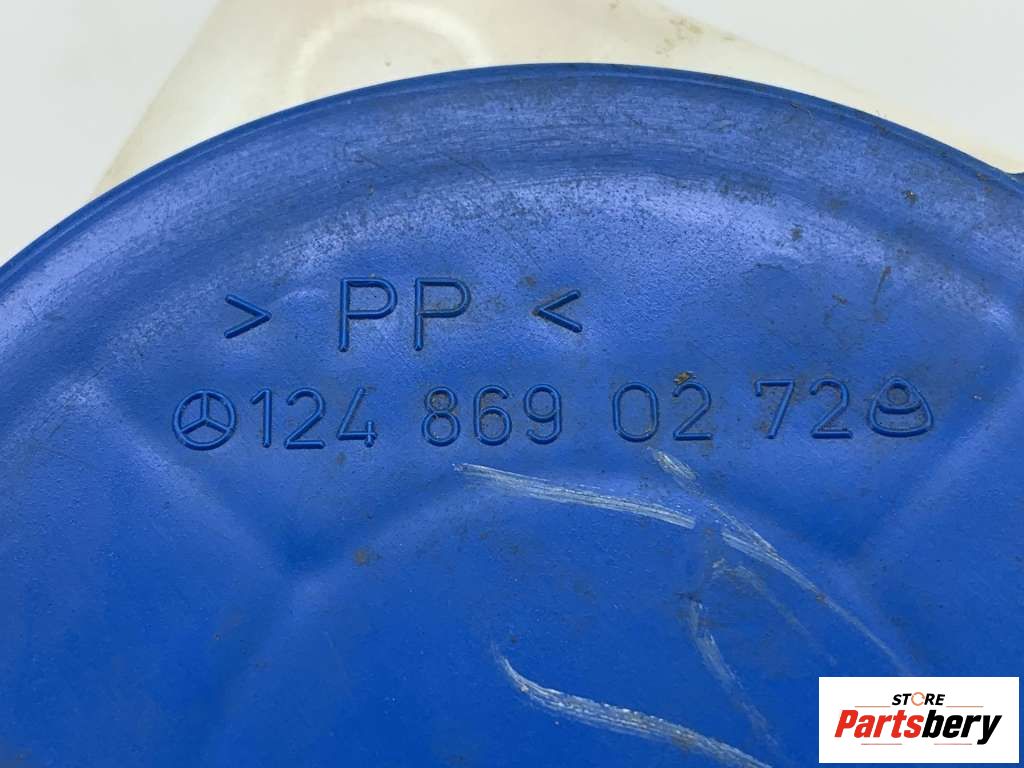 > PP <
124 869 02 72
STORE
Partsbery